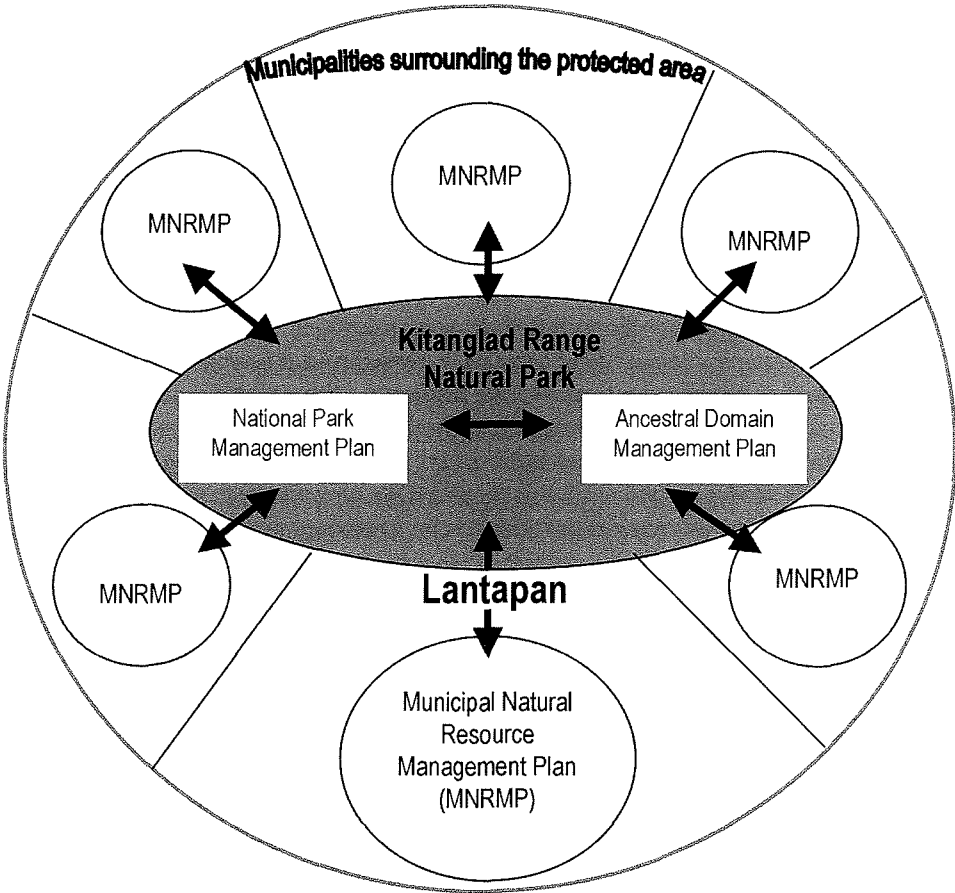 Municipalities surrounding the protected area
MNRMP
MNRMP
MNRMP
Kitanglad Range
Natural Park
National Park
Management Plan
Ancestral Domain
Management Plan
MNRMP
MNRMP
Lantapan
Municipal Natural
Resource
Management Plan
(MNRMP)